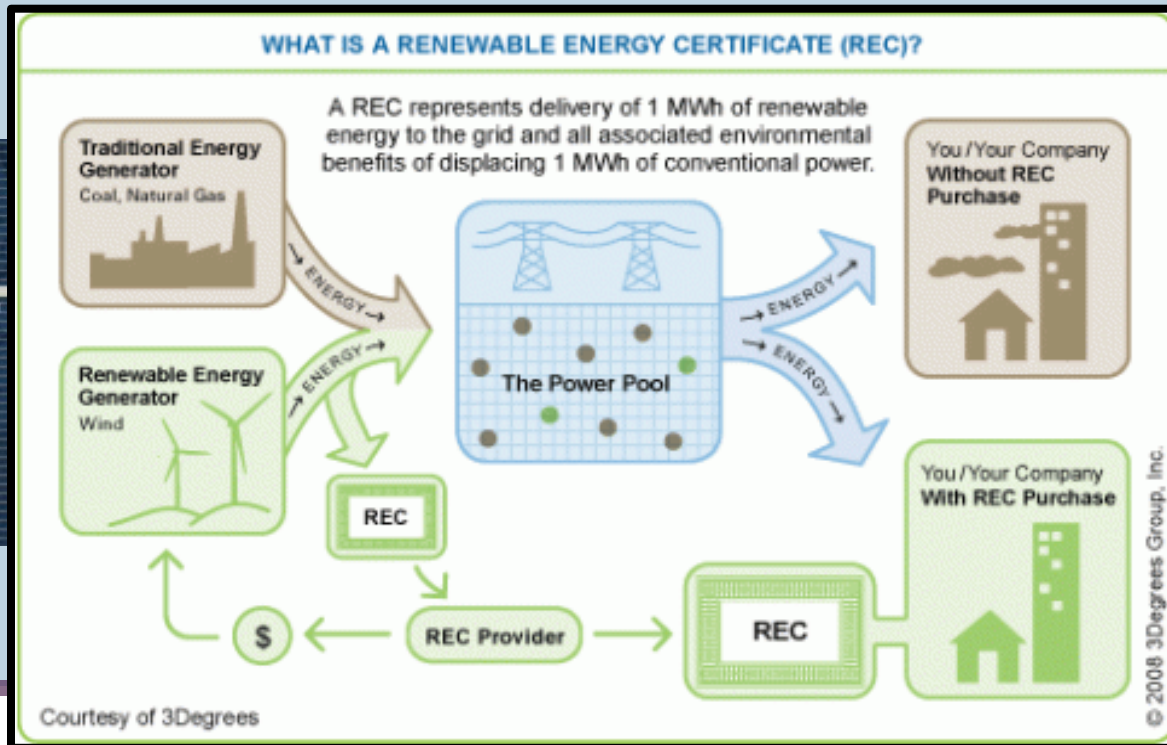 WHAT IS A RENEWABLE ENERGY CERTIFICATE (REC)?
A REC represents delivery of 1 MWh of renewable
energy to the grid and all associated environmental
benefits of displacing 1 MWh of conventional power.
Traditional Energy
Generator
Coal, Natural Gas
→ ENERGY →
Renewable Energy
Generator
Wind
→ ENERGY →
The Power Pool
→ ENERGY →
→ ENERGY →
You /Your Company
Without REC
Purchase
You /Your Company
With REC Purchase
REC
REC Provider
$
REC
Courtesy of 3Degrees
© 2008 3Degrees Group, Inc.